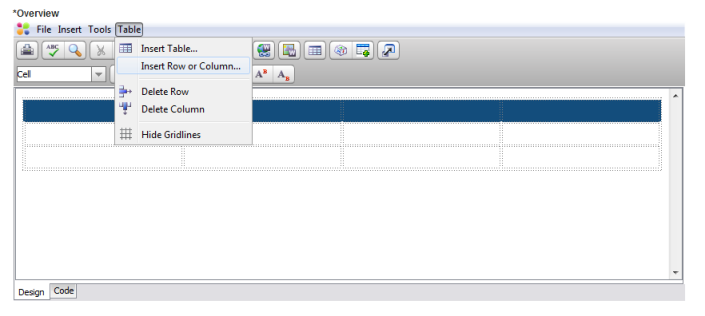 *Overview
File Insert Tools Table
ABC
Insert Table...
Insert Row or Column...
Cell
Delete Row
Delete Column
Hide Gridlines
Design Code